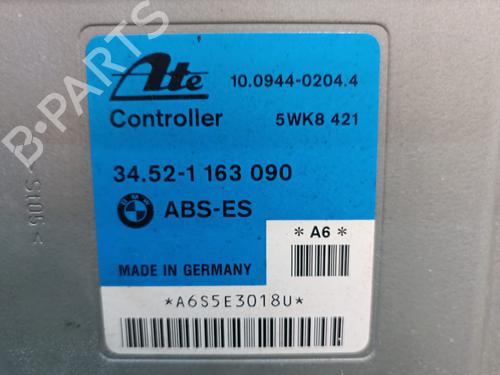 B-PARTS
Ate
10.0944-0204.4
Controller
5WK8 421
34.52-1 163 090
BMW
ABS-ES
* A6 *
MADE IN GERMANY
*A6S5E3018U*